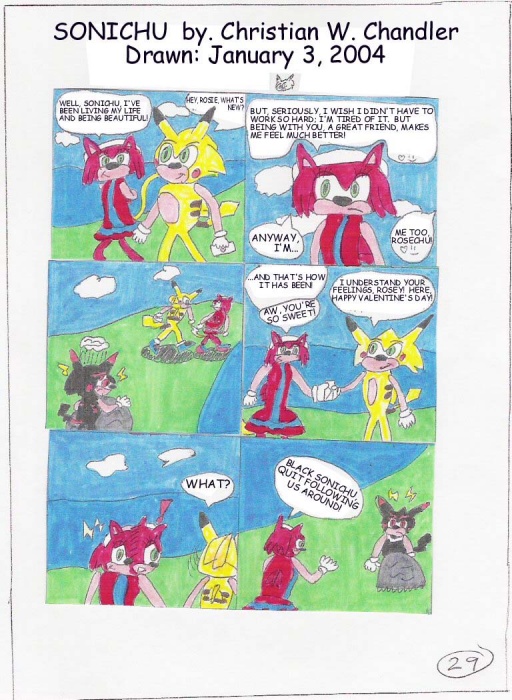 SONICHU by. Christian W. Chandler
Drawn: January 3, 2004
WELL, SONICHU, I'VE
BEEN LIVING MY LIFE
AND BEING BEAUTIFUL!
HEY, ROSIE, WHAT'S
NEW?
BUT, SERIOUSLY, I WISH I DIDN'T HAVE TO
WORK SO HARD; I'M TIRED OF IT. BUT
BEING WITH YOU, A GREAT FRIEND, MAKES
ME FEEL MUCH BETTER!
ANYWAY,
I'M...
ME TOO,
ROSECHU!
...AND THAT'S HOW
IT HAS BEEN!
AW, YOU'RE
SO SWEET!
I UNDERSTAND YOUR
FEELINGS, ROSEY! HERE,
HAPPY VALENTINE'S DAY!
WHAT?
BLACK SONICHU,
QUIT FOLLOWING
US AROUND!
29